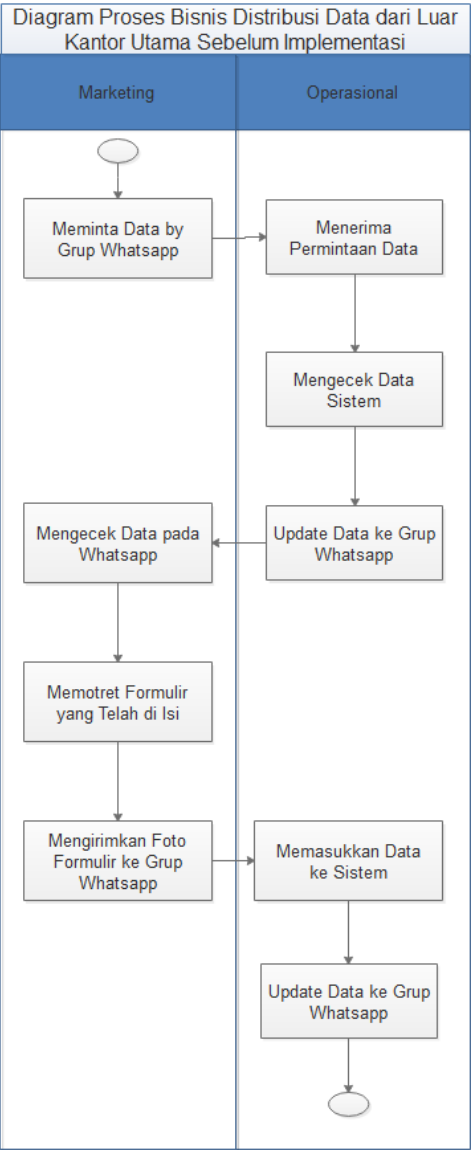 Diagram Proses Bisnis Distribusi Data dari Luar
Kantor Utama Sebelum Implementasi
Marketing
Operasional
Meminta Data by
Grup Whatsapp
Menerima
Permintaan Data
Mengecek Data
Sistem
Update Data ke Grup
Whatsapp
Mengecek Data pada
Whatsapp
Memotret Formulir
yang Telah di Isi
Mengirimkan Foto
Formulir ke Grup
Whatsapp
Memasukkan Data
ke Sistem
Update Data ke Grup
Whatsapp